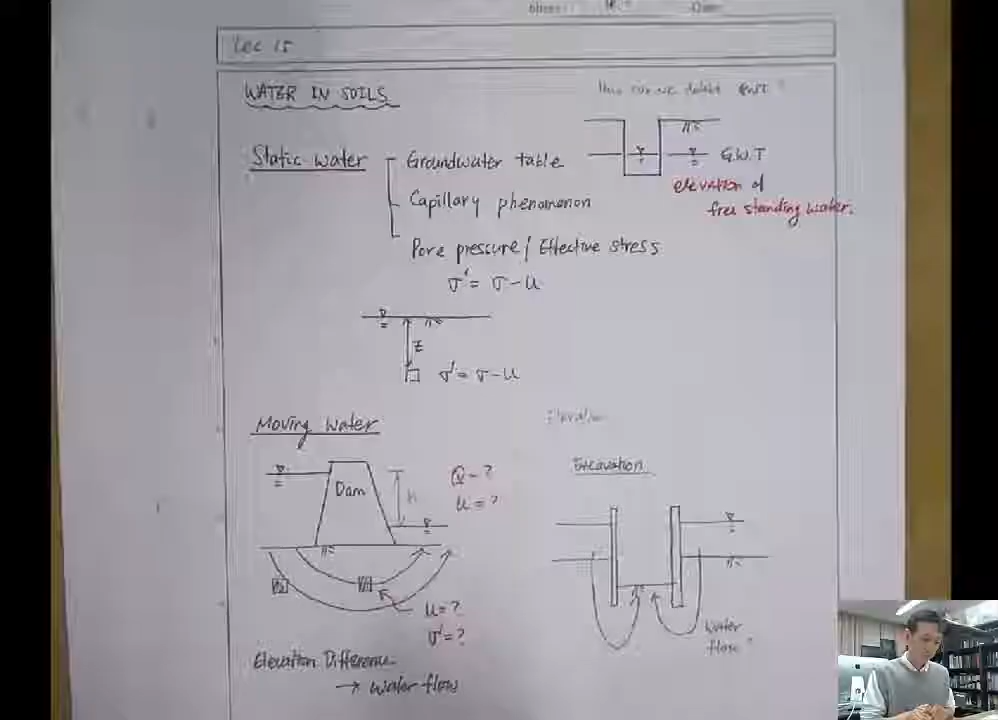 Lec 15
WATER IN SOILS
Static water
Groundwater table
Capillary phenomenon
Pore pressure / Effective stress
σ' = σ - u
G.W.T
elevation of
free standing water.
z
σ' = σ - u
Moving water
Dam
h
Q = ?
u = ?
u = ?
σ' = ?
Elevation Difference
→ water flow
Excavation
water
flow